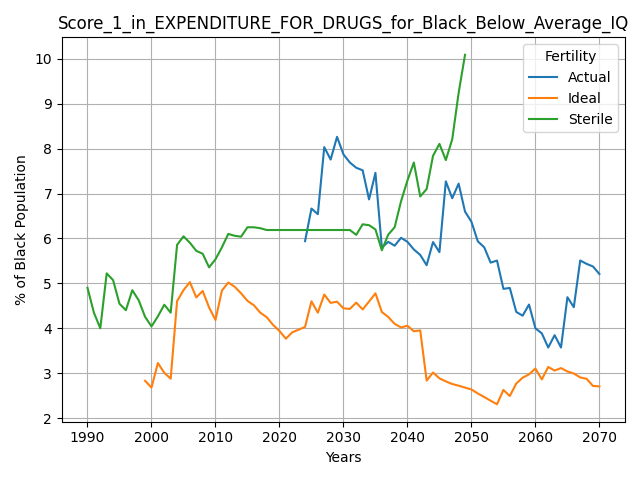 Score_1_in_EXPENDITURE_FOR_DRUGS_for_Black_Below_Average_IQ
Fertility
Actual
Ideal
Sterile
% of Black Population
10
9
8
7
6
5
4
3
2
1990 2000 2010 2020 2030 2040 2050 2060 2070
Years